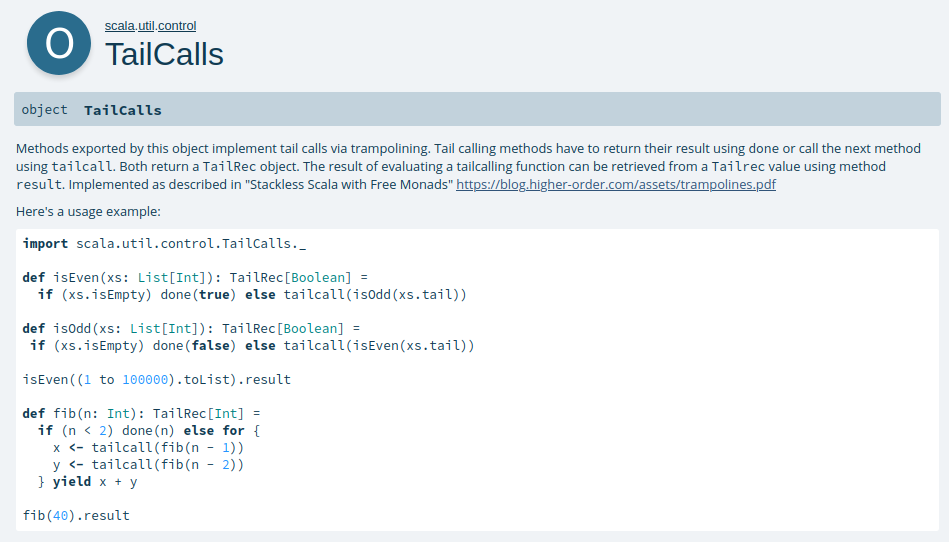 O
scala.util.control
TailCalls
object TailCalls
Methods exported by this object implement tail calls via trampolining. Tail calling methods have to return their result using done or call the next method
using tailcall. Both return a TailRec object. The result of evaluating a tailcalling function can be retrieved from a Tailrec value using method
result. Implemented as described in "Stackless Scala with Free Monads" https://blog.higher-order.com/assets/trampolines.pdf
Here's a usage example:
import scala.util.control.TailCalls._
def isEven(xs: List[Int]): TailRec[Boolean] =
  if (xs.isEmpty) done(true) else tailcall(isOdd(xs.tail))
def isOdd(xs: List[Int]): TailRec[Boolean] =
 if (xs.isEmpty) done(false) else tailcall(isEven(xs.tail))
isEven((1 to 100000).toList).result
def fib(n: Int): TailRec[Int] =
  if (n < 2) done(n) else for {
    x <- tailcall(fib(n - 1))
    y <- tailcall(fib(n - 2))
  } yield x + y
fib(40).result